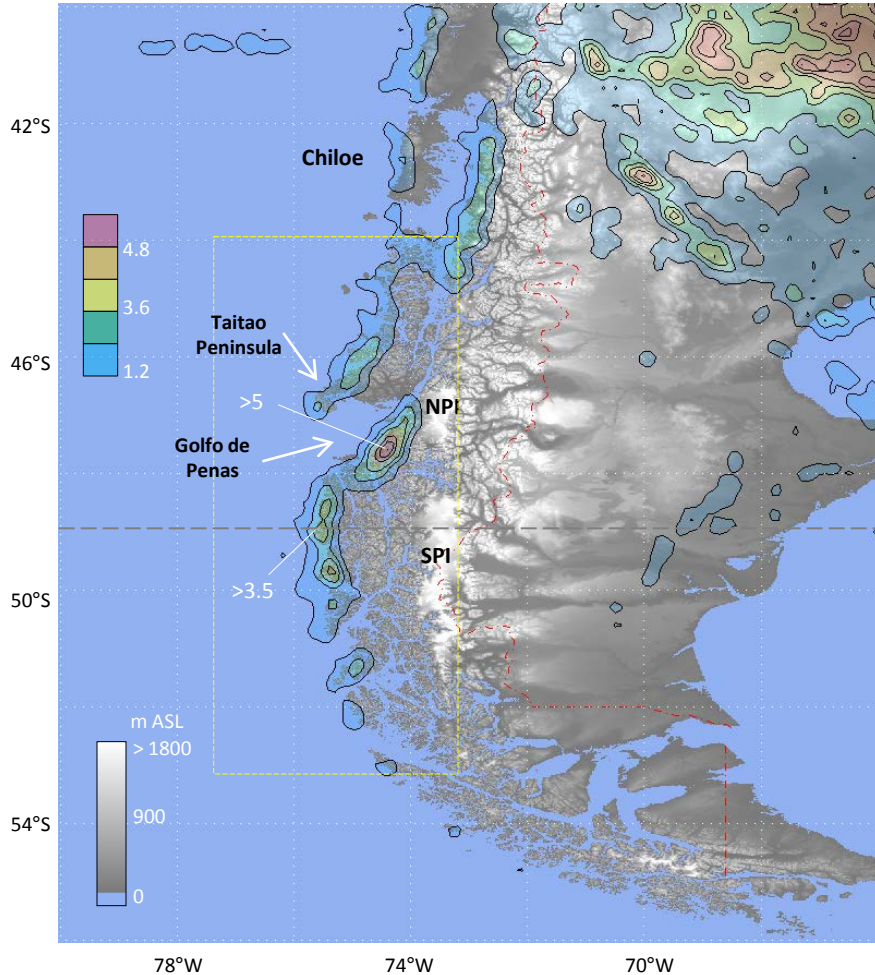 42°S
Chiloe
4.8
3.6
1.2
Taitao
Peninsula
46°S
>5
NPI
Golfo de
Penas
SPI
>3.5
50°S
m ASL
> 1800
900
0
54°S
78°W
74°W
70°W